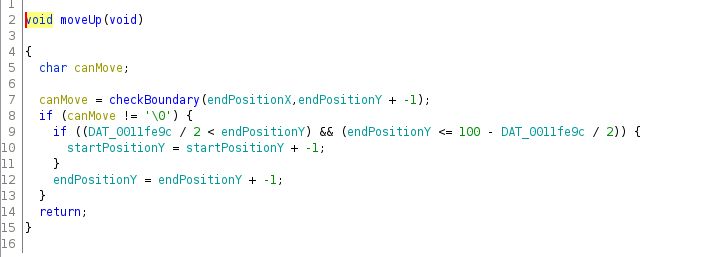 1
2 void moveUp(void)
3
4 {
5 char canMove;
6
7 canMove = checkBoundary(endPositionX,endPositionY + -1);
8 if (canMove != '\0') {
9 if ((DAT_0011fe9c / 2 < endPositionY) && (endPositionY <= 100 - DAT_0011fe9c / 2)) {
10 startPositionY = startPositionY + -1;
11 }
12 endPositionY = endPositionY + -1;
13 }
14 return;
15 }
16